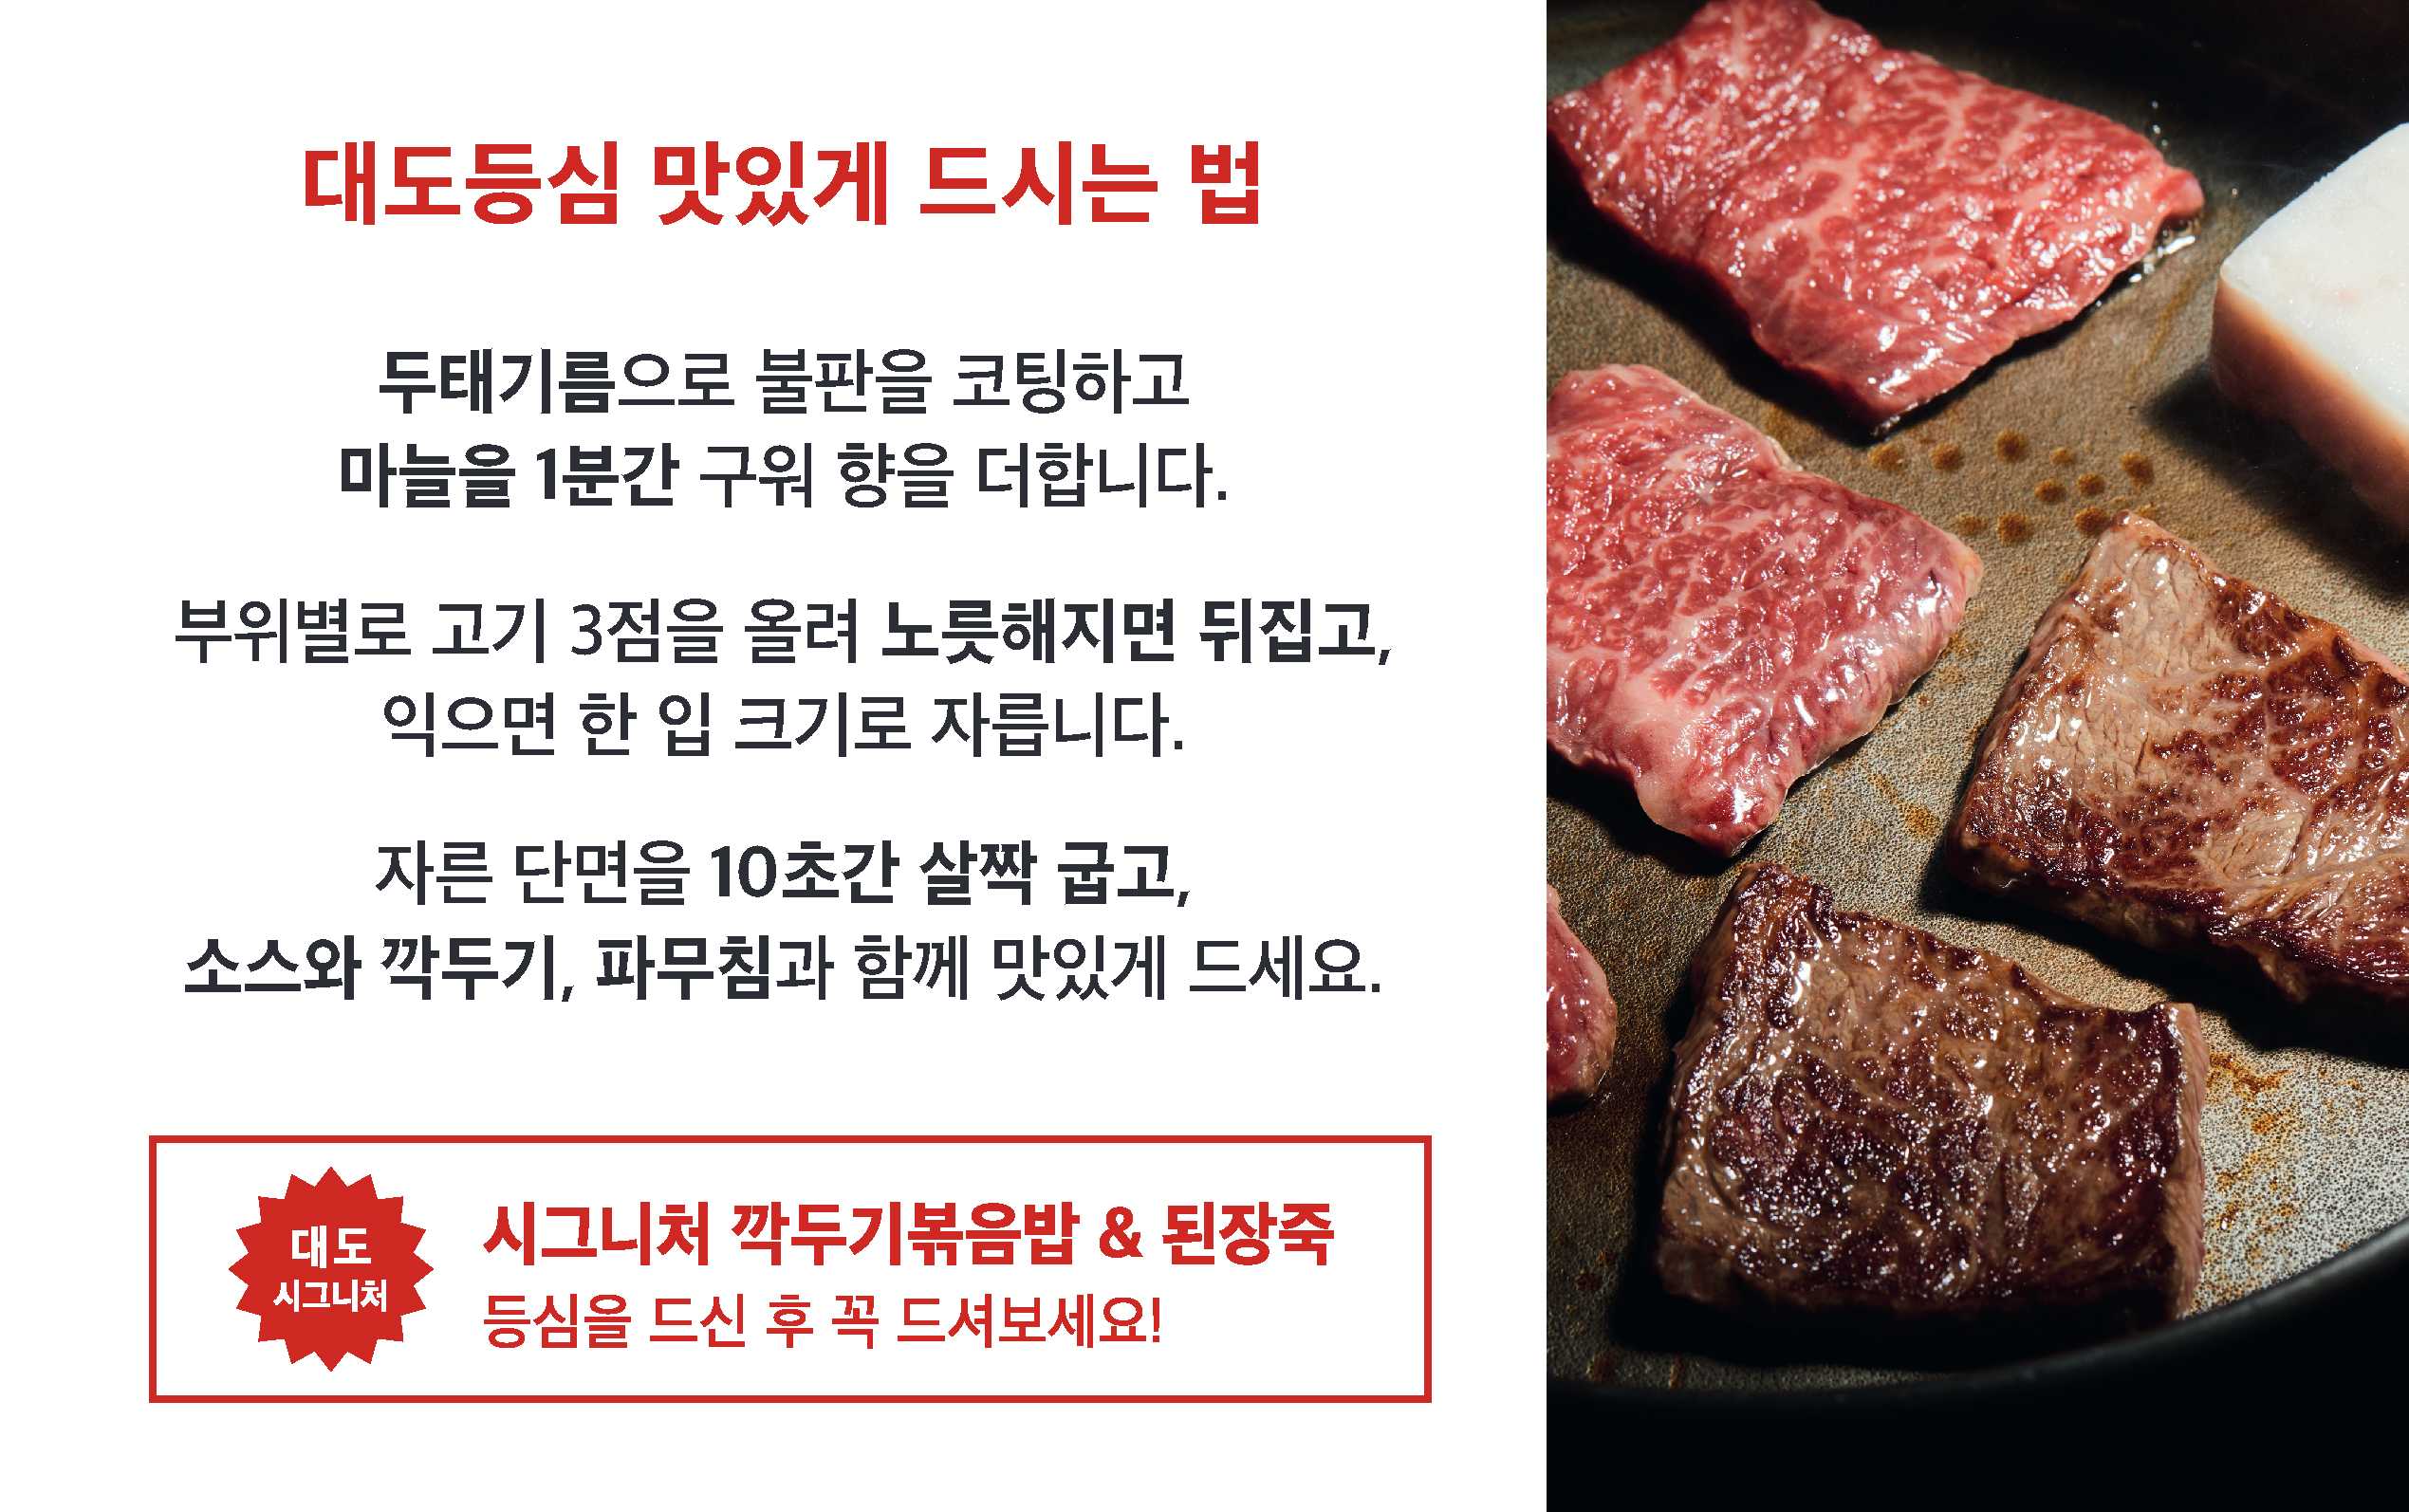 대도등심 맛있게 드시는 법
두태기름으로 불판을 코팅하고
마늘을 1분간 구워 향을 더합니다.
부위별로 고기 3점을 올려 노릇해지면 뒤집고,
익으면 한 입 크기로 자릅니다.
자른 단면을 10초간 살짝 굽고,
소스와 깍두기, 파무침과 함께 맛있게 드세요.
대도
시그니처
시그니처 깍두기볶음밥 & 된장죽
등심을 드신 후 꼭 드셔보세요!